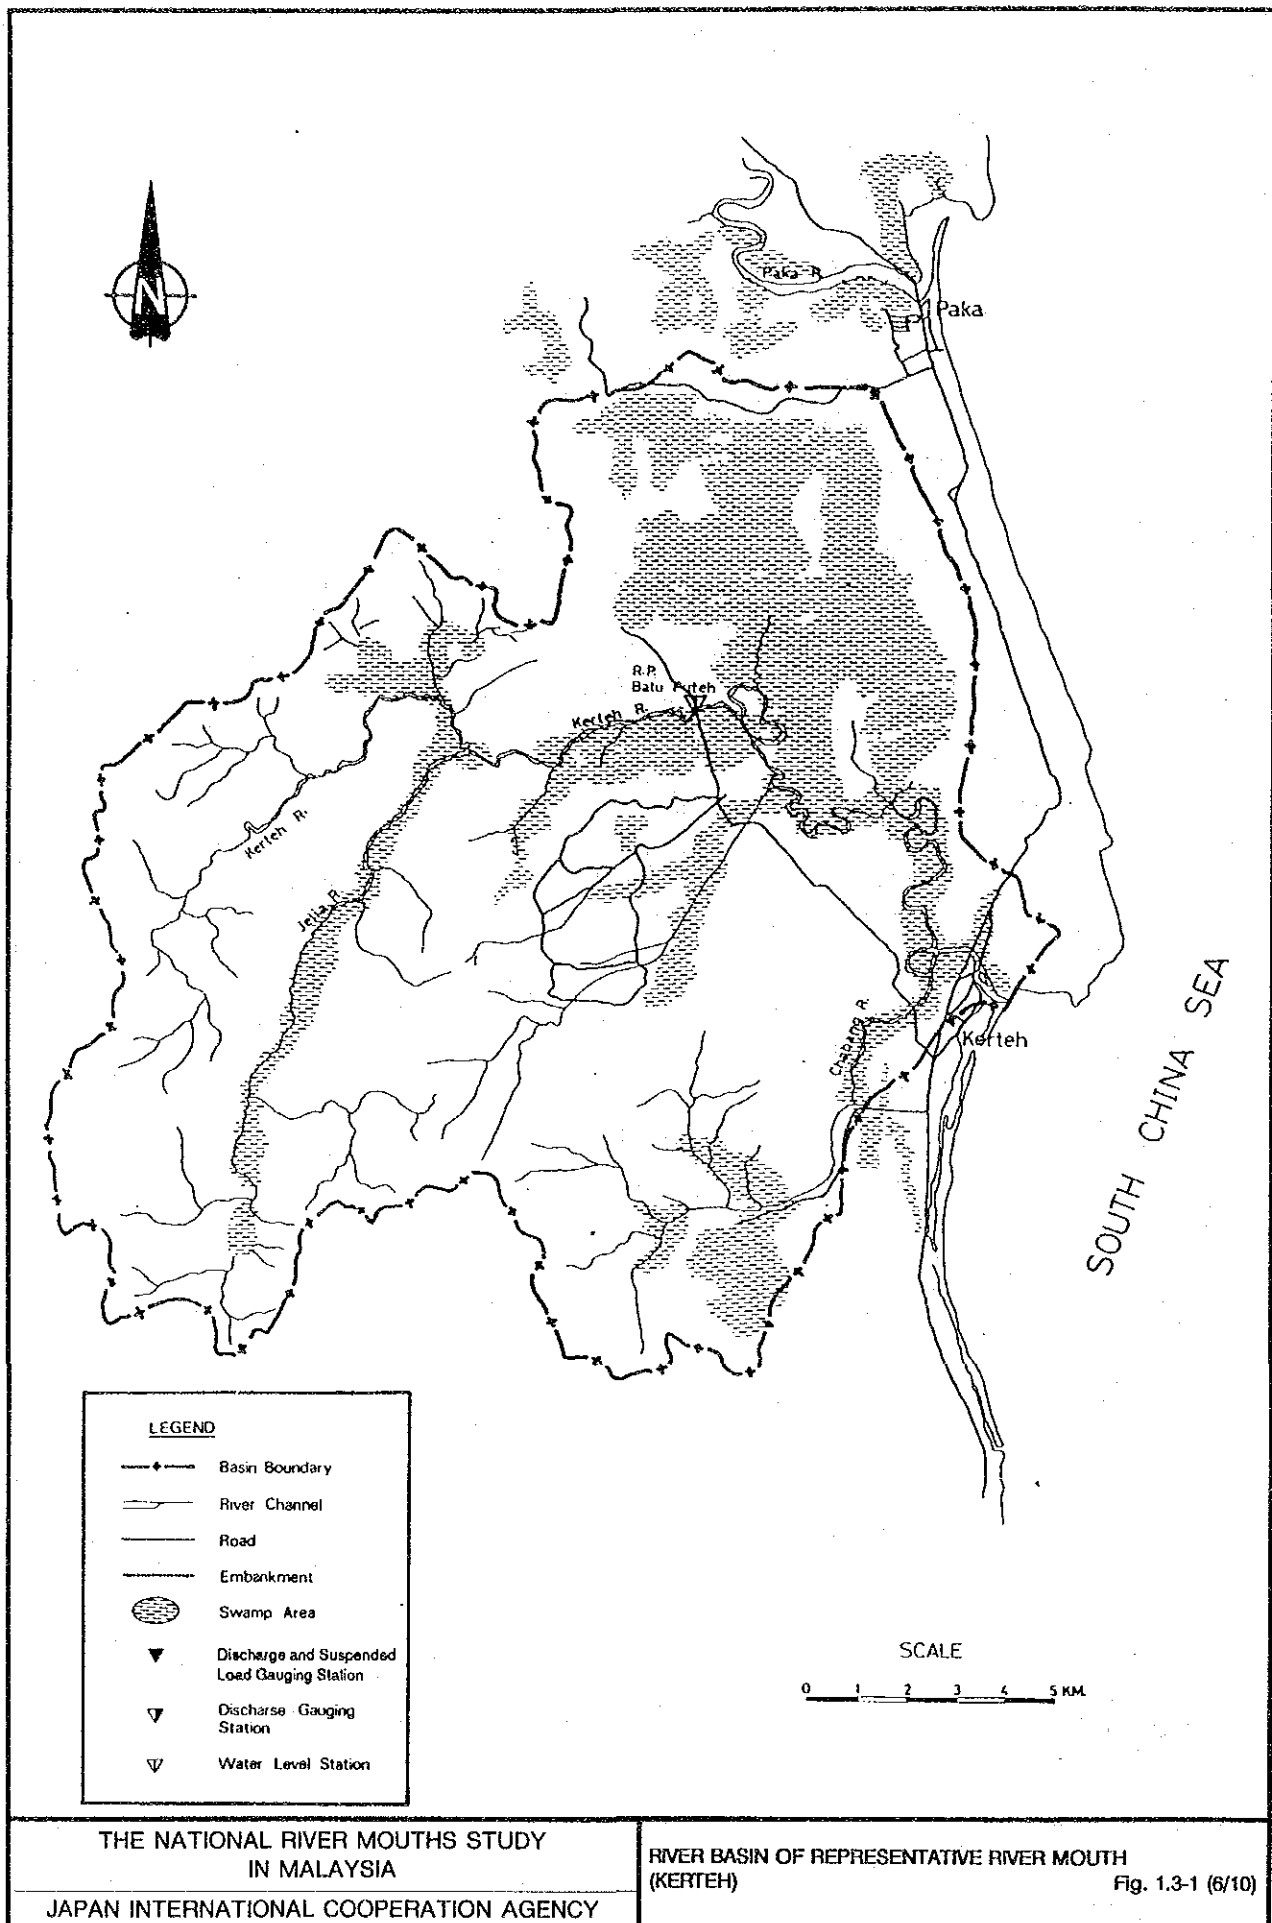 N
Paka R.
Paka
R.P.
Batu Puteh
Kerteh R.
Kerteh R.
Jelia R.
Chabang R.
Kerteh
SOUTH CHINA SEA
LEGEND
Basin Boundary
River Channel
Road
Embankment
Swamp Area
Discharge and Suspended
Load Gauging Station
Discharse Gauging
Station
Water Level Station
SCALE
0 1 2 3 4 5 KM.
THE NATIONAL RIVER MOUTHS STUDY
IN MALAYSIA
JAPAN INTERNATIONAL COOPERATION AGENCY
RIVER BASIN OF REPRESENTATIVE RIVER MOUTH
(KERTEH)
Fig. 1.3-1 (6/10)